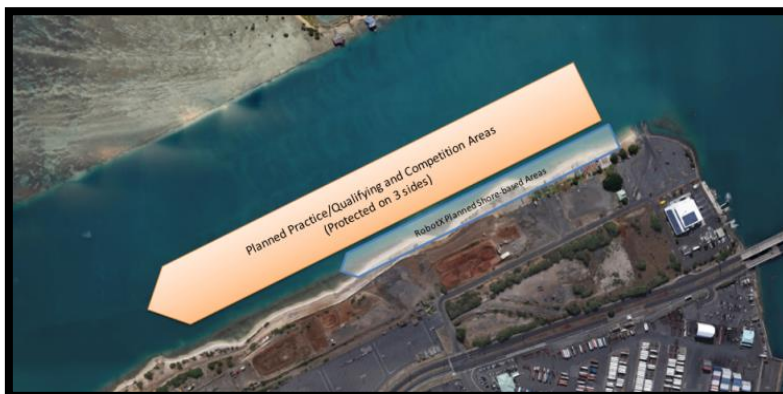 Planned Practice/Qualifying and Competition Areas
(Protected on 3 sides)
RobotX Planned Shore-based Areas